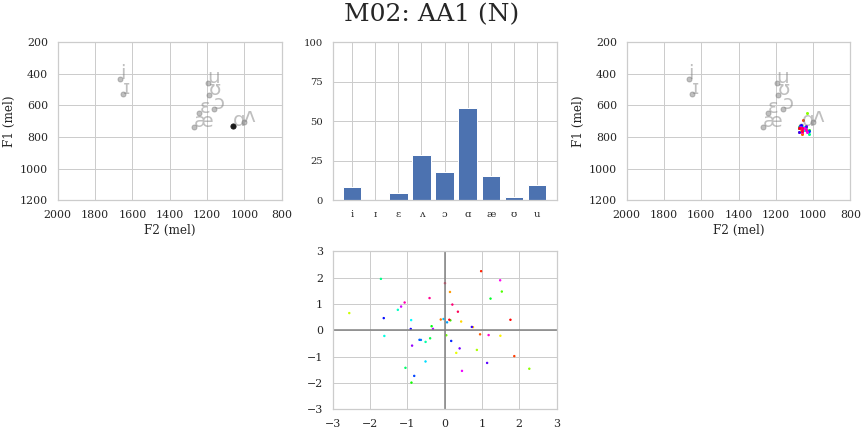 M02: AA1 (N)
200
400
600
800
1000
1200
F1 (mel)
2000 1800 1600 1400 1200 1000 800
F2 (mel)
i
ɪ
u
ʊ
ɔ
ɛ
æ
ɑ ʌ
100
75
50
25
0
i ɪ ɛ ʌ ɔ ɑ æ ʊ u
200
400
600
800
1000
1200
F1 (mel)
2000 1800 1600 1400 1200 1000 800
F2 (mel)
i
ɪ
u
ʊ
ɔ
ɛ
æ
ɑ ʌ
3
2
1
0
−1
−2
−3
−3 −2 −1 0 1 2 3